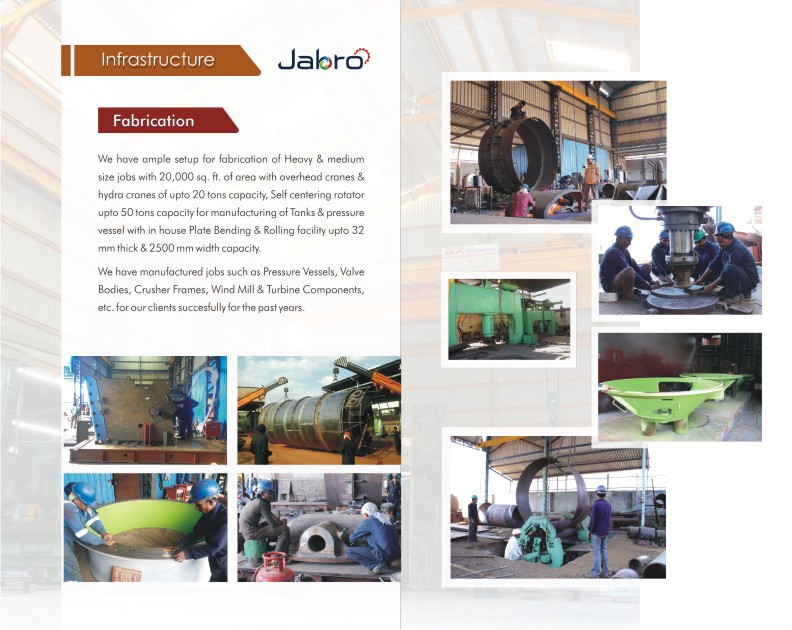 Infrastructure
Jabro
Fabrication
We have ample setup for fabrication of Heavy & medium
size jobs with 20,000 sq. ft. of area with overhead cranes &
hydra cranes of upto 20 tons capacity, Self centering rotator
upto 50 tons capacity for manufacturing of Tanks & pressure
vessel with in house Plate Bending & Rolling facility upto 32
mm thick & 2500 mm width capacity.
We have manufactured jobs such as Pressure Vessels, Valve
Bodies, Crusher Frames, Wind Mill & Turbine Components,
etc. for our clients succesfully for the past years.